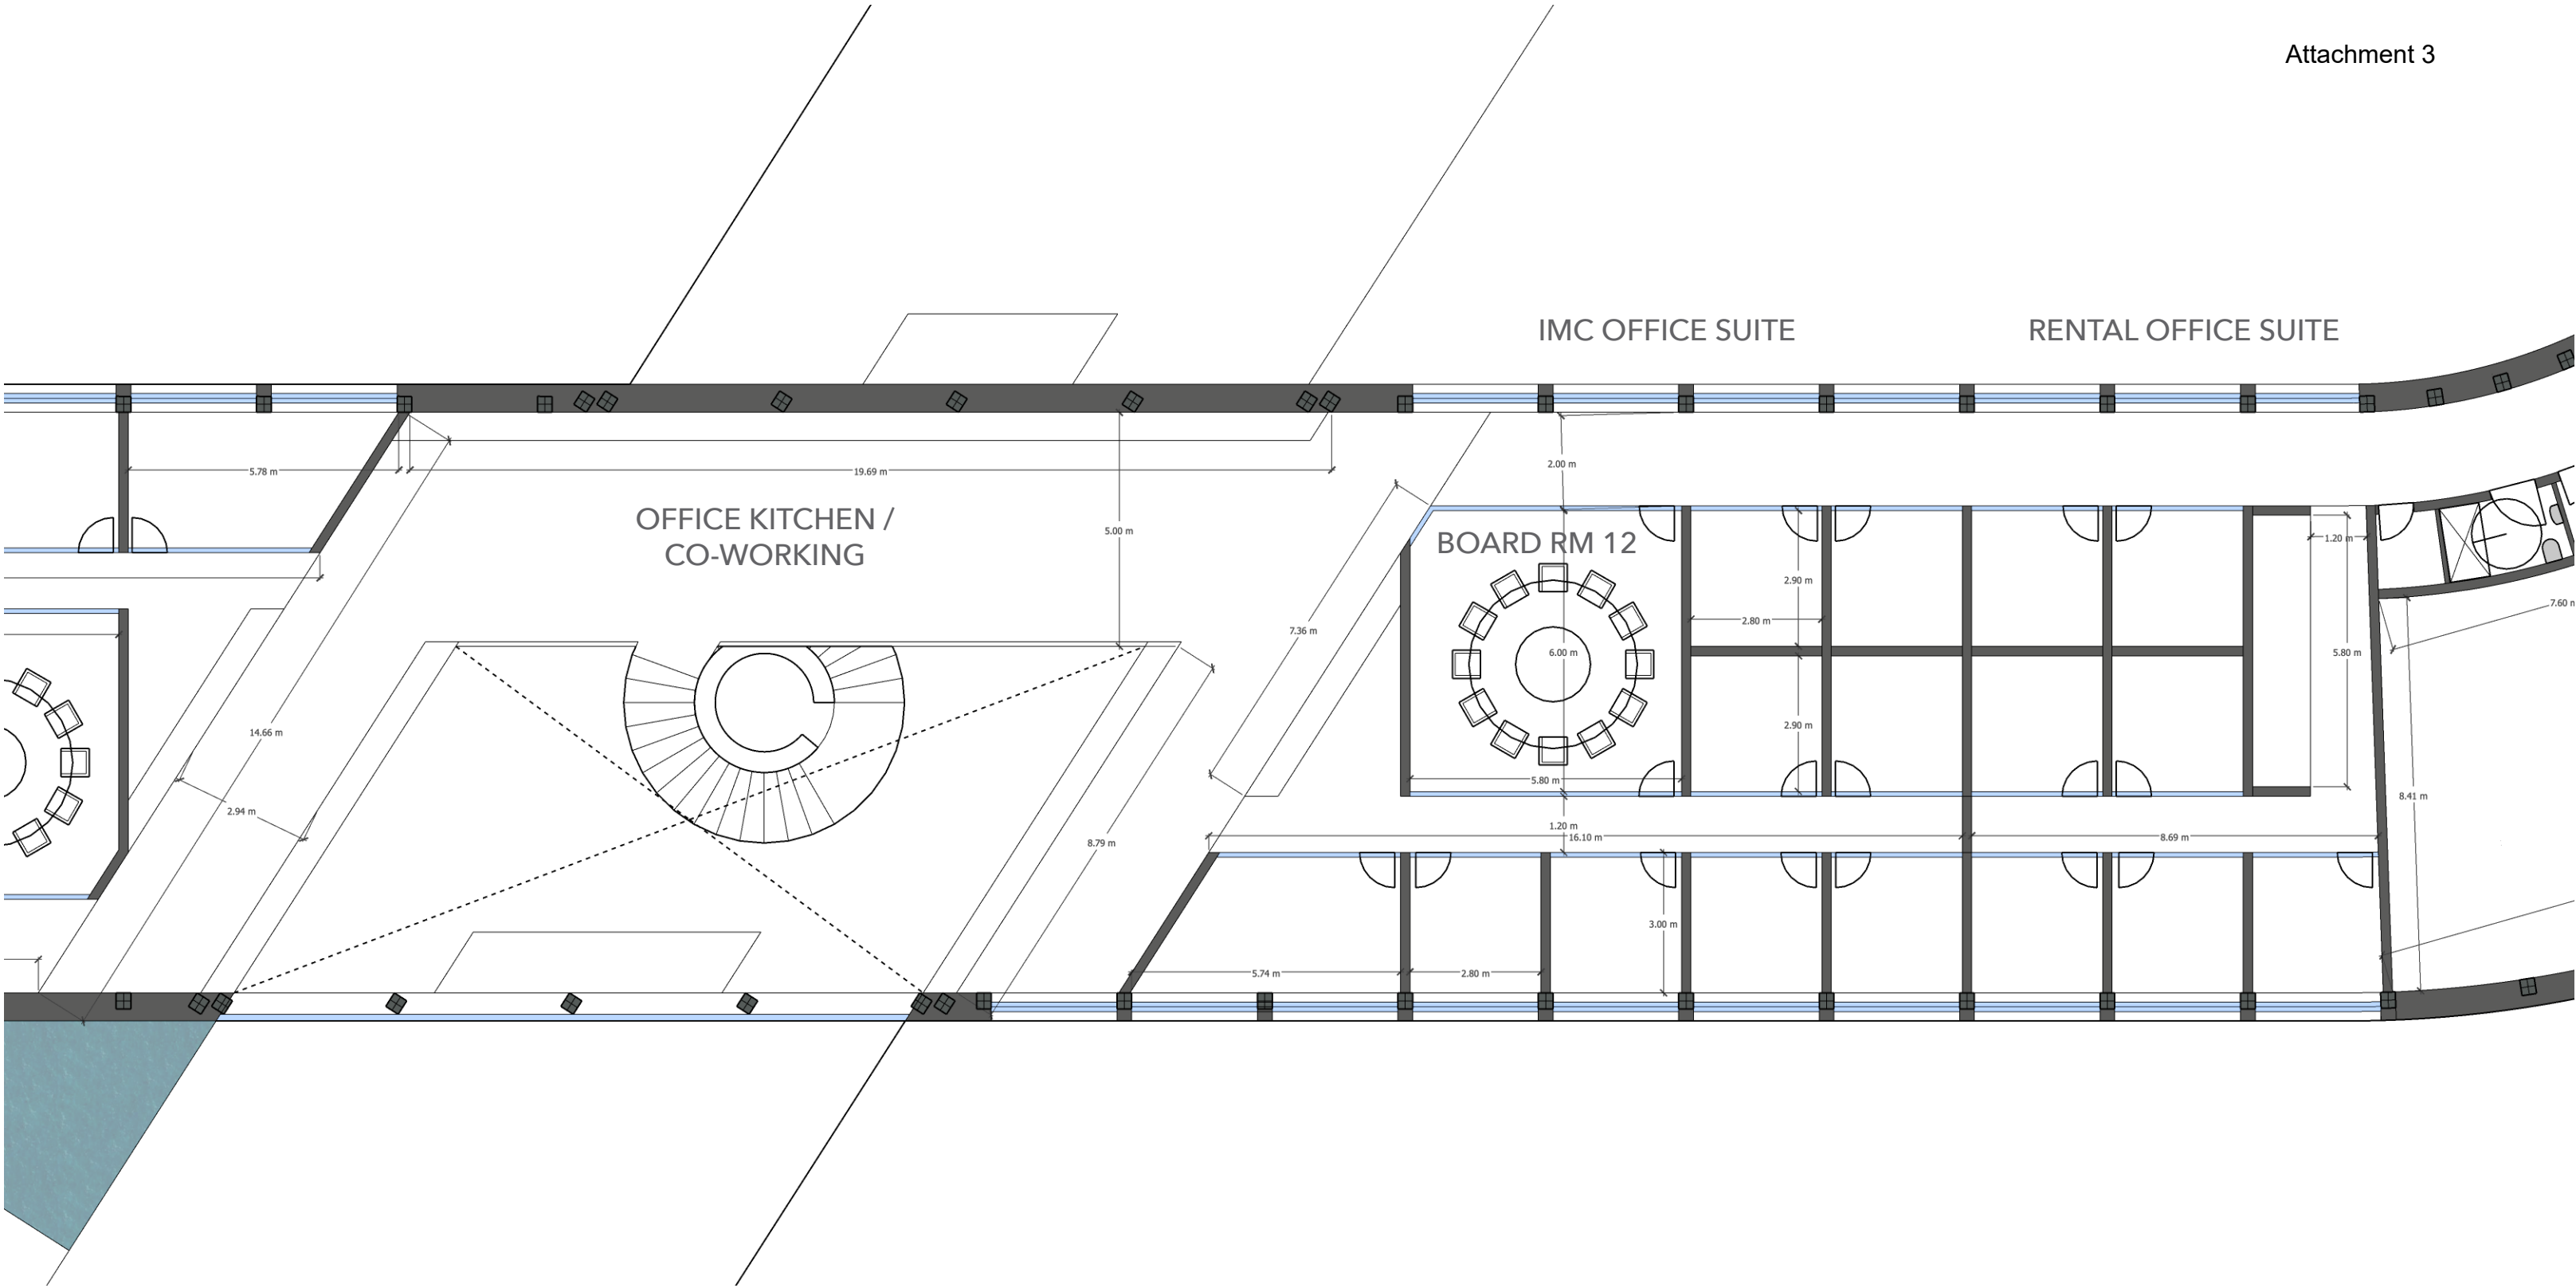 Attachment 3
IMC OFFICE SUITE
RENTAL OFFICE SUITE
5.78 m
19.69 m
2.00 m
OFFICE KITCHEN /
CO-WORKING
5.00 m
BOARD RM 12
1.20 m
2.90 m
7.60 m
2.80 m
7.36 m
6.00 m
5.80 m
14.66 m
2.90 m
5.80 m
8.41 m
2.94 m
1.20 m
16.10 m
8.69 m
8.79 m
3.00 m
5.74 m
2.80 m